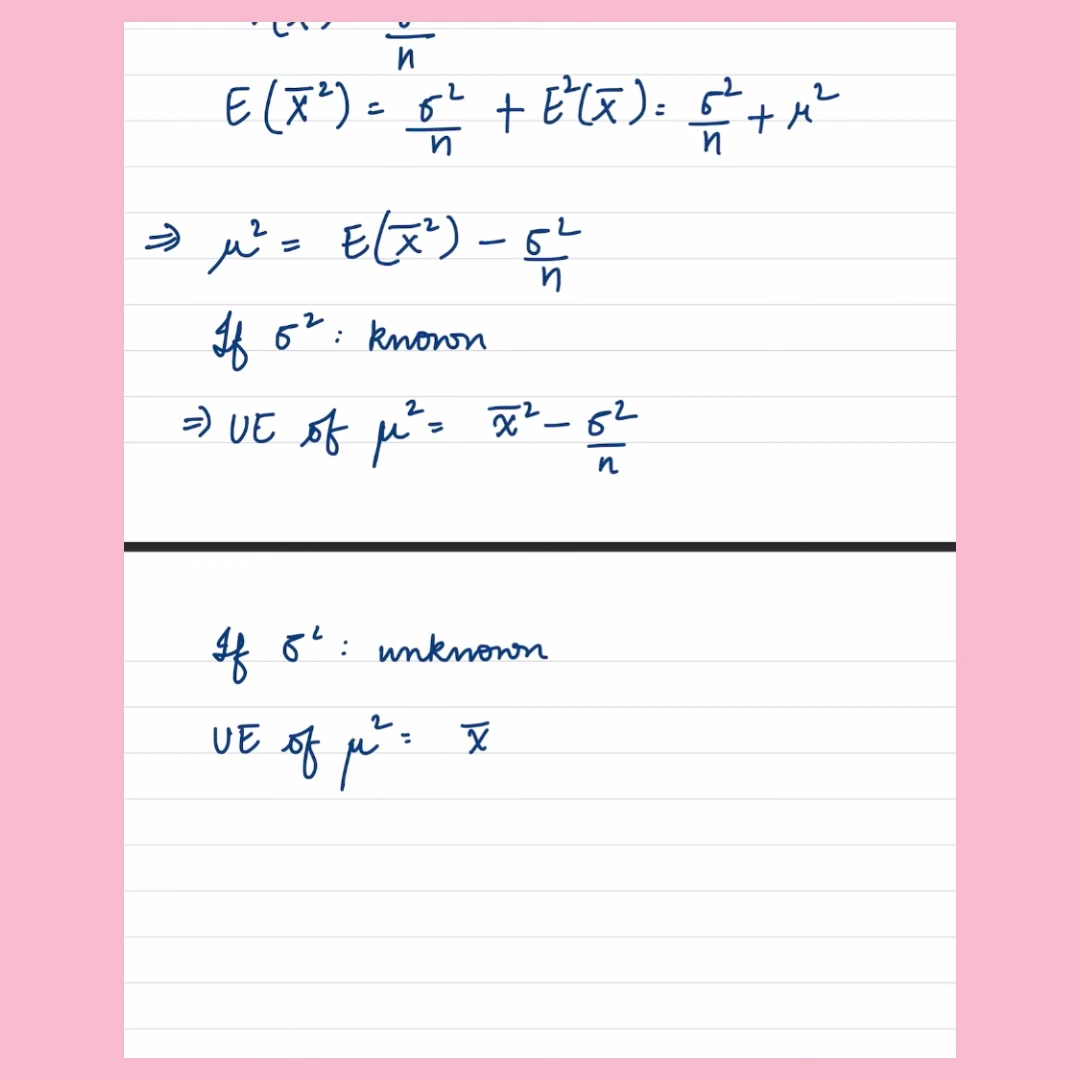 n
E(x̄²) = σ²/n + E²(x̄) = σ²/n + μ²
⇒ μ² = E(x̄²) − σ²/n
If σ² : known
⇒ UE of μ² = x̄² − σ²/n
If σ² : unknown
UE of μ² = x̄